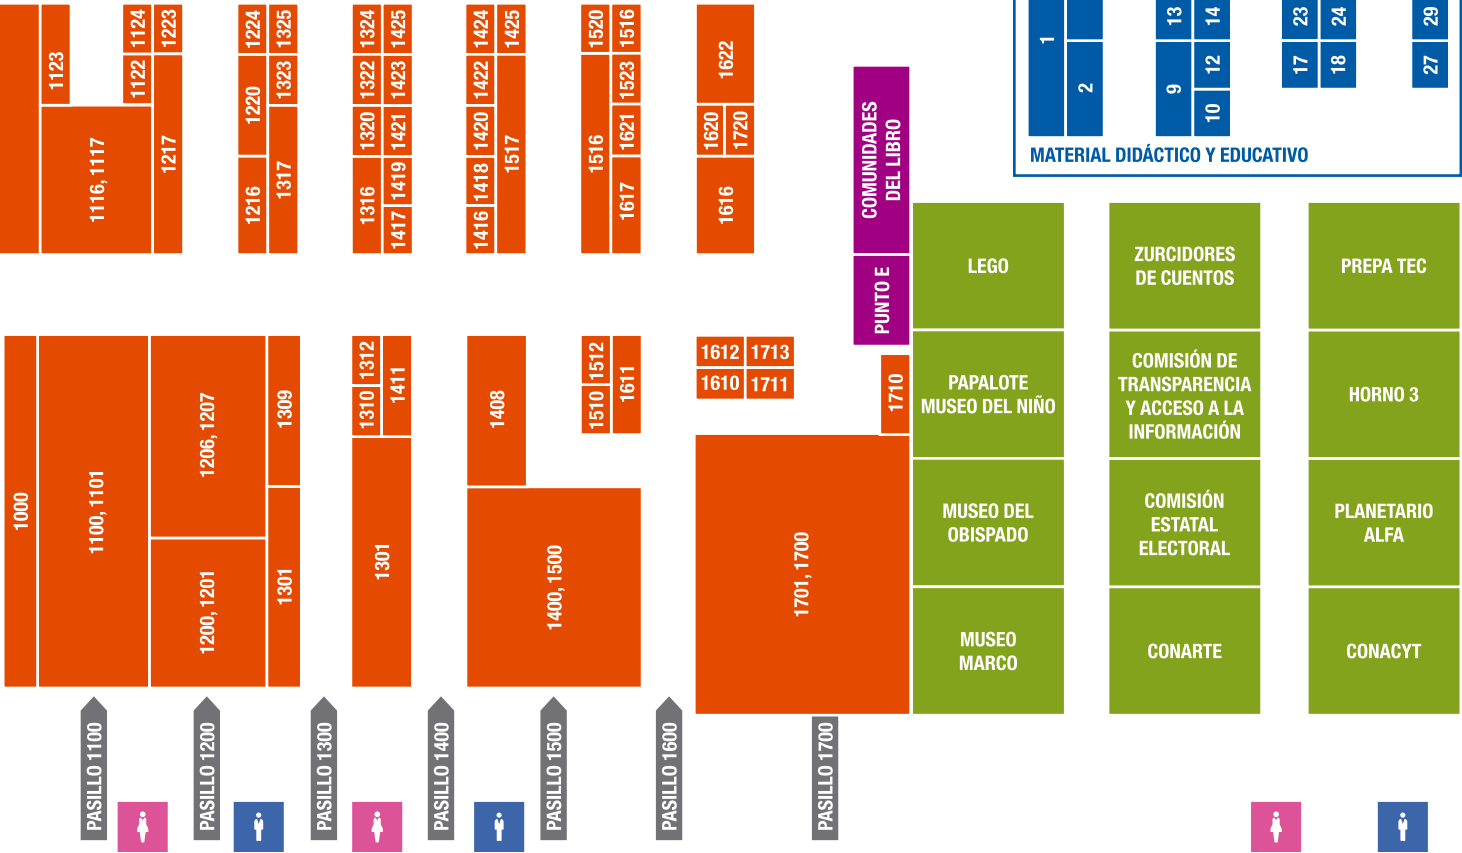 1124
1223
1123
1122
1116, 1117
1217
1224
1325
1220
1323
1216
1317
1324
1425
1322
1423
1320
1421
1316
1419
1417
1424
1425
1422
1420
1418
1416
1517
1520
1516
1516
1523
1621
1617
1622
1620
1720
1616
COMUNIDADES
DEL LIBRO
PUNTO E
1
2
13
14
9
12
10
23
24
17
18
29
27
MATERIAL DIDÁCTICO Y EDUCATIVO
LEGO
ZURCIDORES
DE CUENTOS
PREPA TEC
1000
1100, 1101
1206, 1207
1200, 1201
1309
1301
1312
1310
1411
1301
1408
1400, 1500
1512
1510
1611
1612
1713
1610
1711
1710
1701, 1700
PAPALOTE
MUSEO DEL NIÑO
COMISIÓN DE
TRANSPARENCIA
Y ACCESO A LA
INFORMACIÓN
HORNO 3
MUSEO DEL
OBISPADO
COMISIÓN
ESTATAL
ELECTORAL
PLANETARIO
ALFA
MUSEO
MARCO
CONARTE
CONACYT
PASILLO 1100
PASILLO 1200
PASILLO 1300
PASILLO 1400
PASILLO 1500
PASILLO 1600
PASILLO 1700